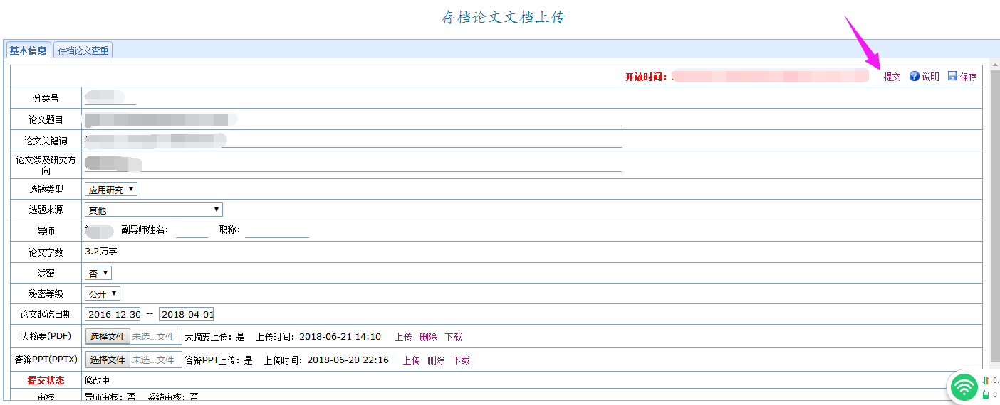 存档论文文档上传
基本信息 存档论文查重
开放时间: 提交 说明 保存
分类号
论文题目
论文关键词
论文涉及研究方
向
选题类型 应用研究
选题来源 其他
导师 副导师姓名: 职称:
论文字数 3.2 万字
涉密 否
秘密等级 公开
论文起迄日期 2016-12-30 -- 2018-04-01
大摘要(PDF) 选择文件 未选...文件 大摘要上传: 是 上传时间: 2018-06-21 14:10 上传 删除 下载
答辩PPT(PPTX) 选择文件 未选...文件 答辩PPT上传: 是 上传时间: 2018-06-20 22:16 上传 删除 下载
提交状态 修改中
审核 导师审核: 否 系统审核: 否
0.
0